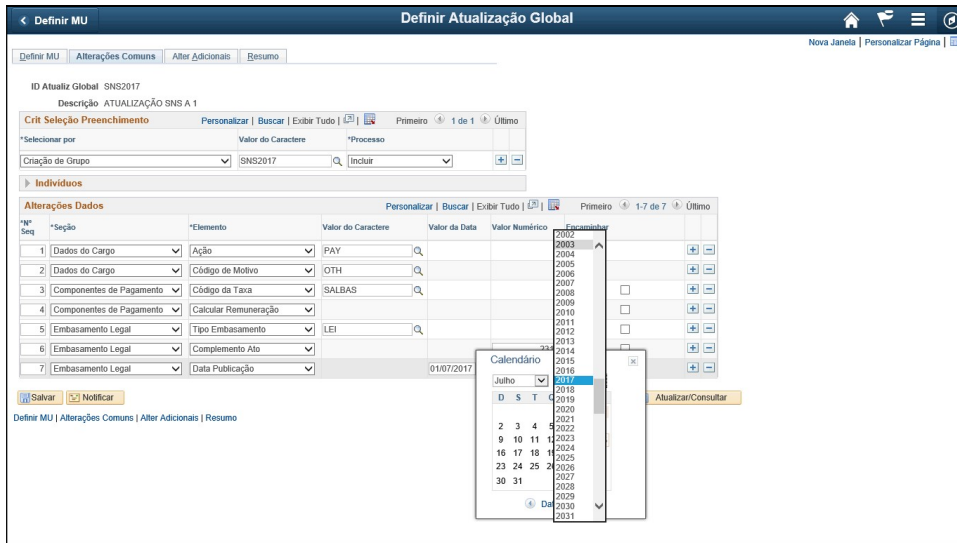 Definir MU
Definir Atualização Global
Nova Janela | Personalizar Página |
Definir MU Alterações Comuns Alter Adicionais Resumo
ID Atualiz Global SNS2017
Descrição ATUALIZAÇÃO SNS A 1
Crit Seleção Preenchimento Personalizar | Buscar | Exibir Tudo | Primeiro 1 de 1 Último
*Selecionar por Valor do Caractere *Processo
Criação de Grupo SNS2017 Incluir
Indivíduos
Alterações Dados Personalizar | Buscar | Exibir Tudo | Primeiro 1-7 de 7 Último
*Nº Seq *Seção *Elemento Valor do Caractere Valor da Data Valor Numérico Encaminhar
1 Dados do Cargo Ação PAY
2 Dados do Cargo Código de Motivo OTH
3 Componentes de Pagamento Código da Taxa SALBAS
4 Componentes de Pagamento Calcular Remuneração
5 Embasamento Legal Tipo Embasamento LEI
6 Embasamento Legal Complemento Ato
7 Embasamento Legal Data Publicação 01/07/2017
2002
2003
2004
2005
2006
2007
2008
2009
2010
2011
2012
2013
2014
2015
2016
2017
2018
2019
2020
2021
2022
2023
2024
2025
2026
2027
2028
2029
2030
2031
Calendário
Julho
D S T
2 3 4 5
9 10 11
16 17 18
23 24 25
30 31
Salvar Notificar Atualizar/Consultar
Definir MU | Alterações Comuns | Alter Adicionais | Resumo